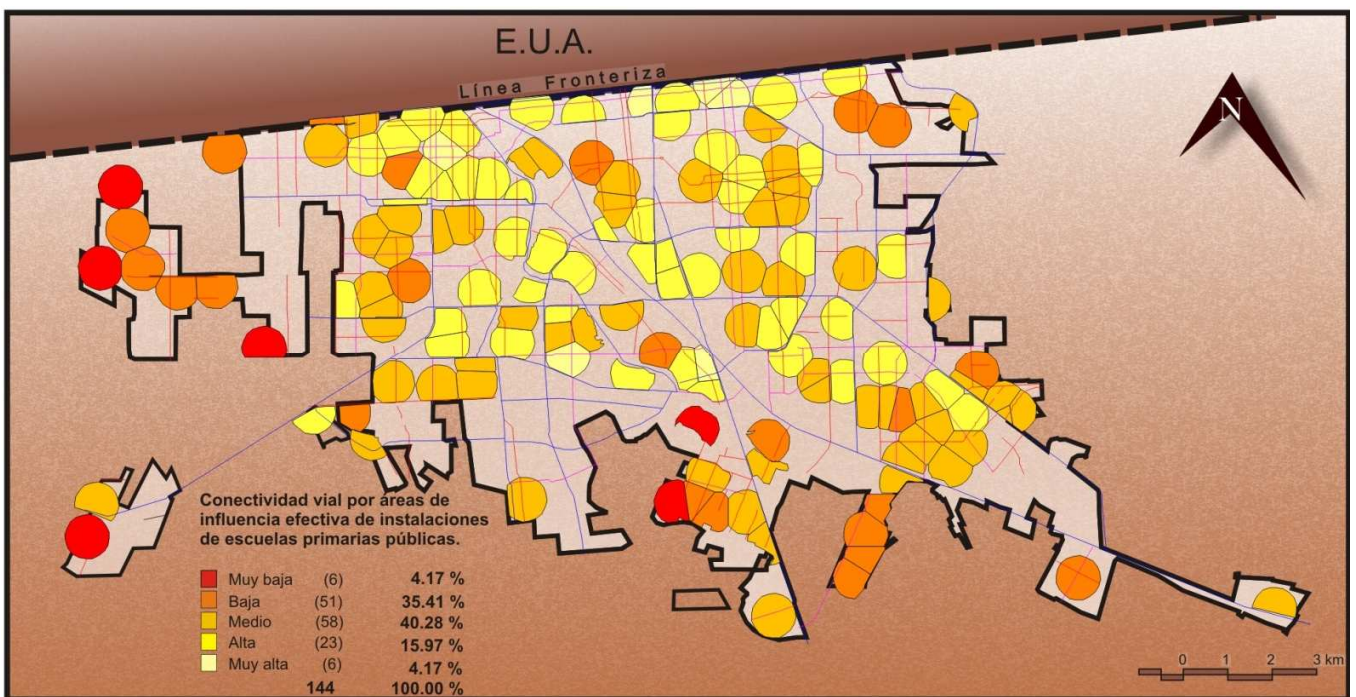 E.U.A.
Línea Fronteriza
N
Conectividad vial por áreas de
influencia efectiva de instalaciones
de escuelas primarias públicas.
Muy baja (6) 4.17 %
Baja (51) 35.41 %
Medio (58) 40.28 %
Alta (23) 15.97 %
Muy alta (6) 4.17 %
144 100.00 %
0 1 2 3 km